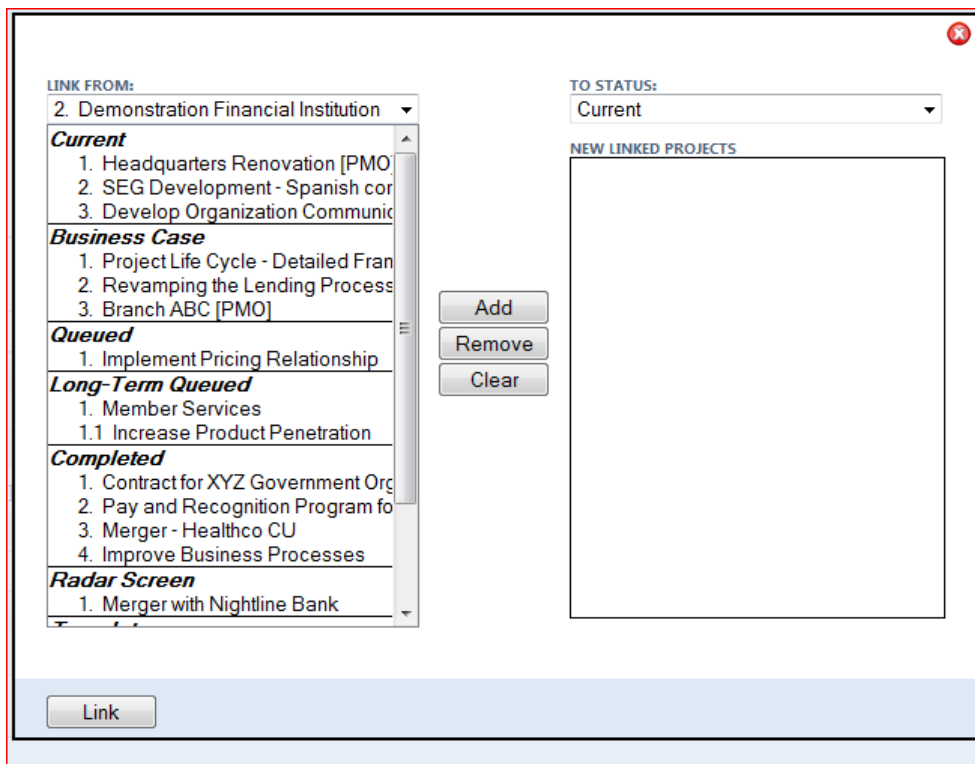 LINK FROM:
2. Demonstration Financial Institution
Current
1. Headquarters Renovation [PMO]
2. SEG Development - Spanish cor
3. Develop Organization Communic
Business Case
1. Project Life Cycle - Detailed Fran
2. Revamping the Lending Process
3. Branch ABC [PMO]
Queued
1. Implement Pricing Relationship
Long-Term Queued
1. Member Services
1.1 Increase Product Penetration
Completed
1. Contract for XYZ Government Org
2. Pay and Recognition Program fo
3. Merger - Healthco CU
4. Improve Business Processes
Radar Screen
1. Merger with Nightline Bank
Add
Remove
Clear
TO STATUS:
Current
NEW LINKED PROJECTS
Link